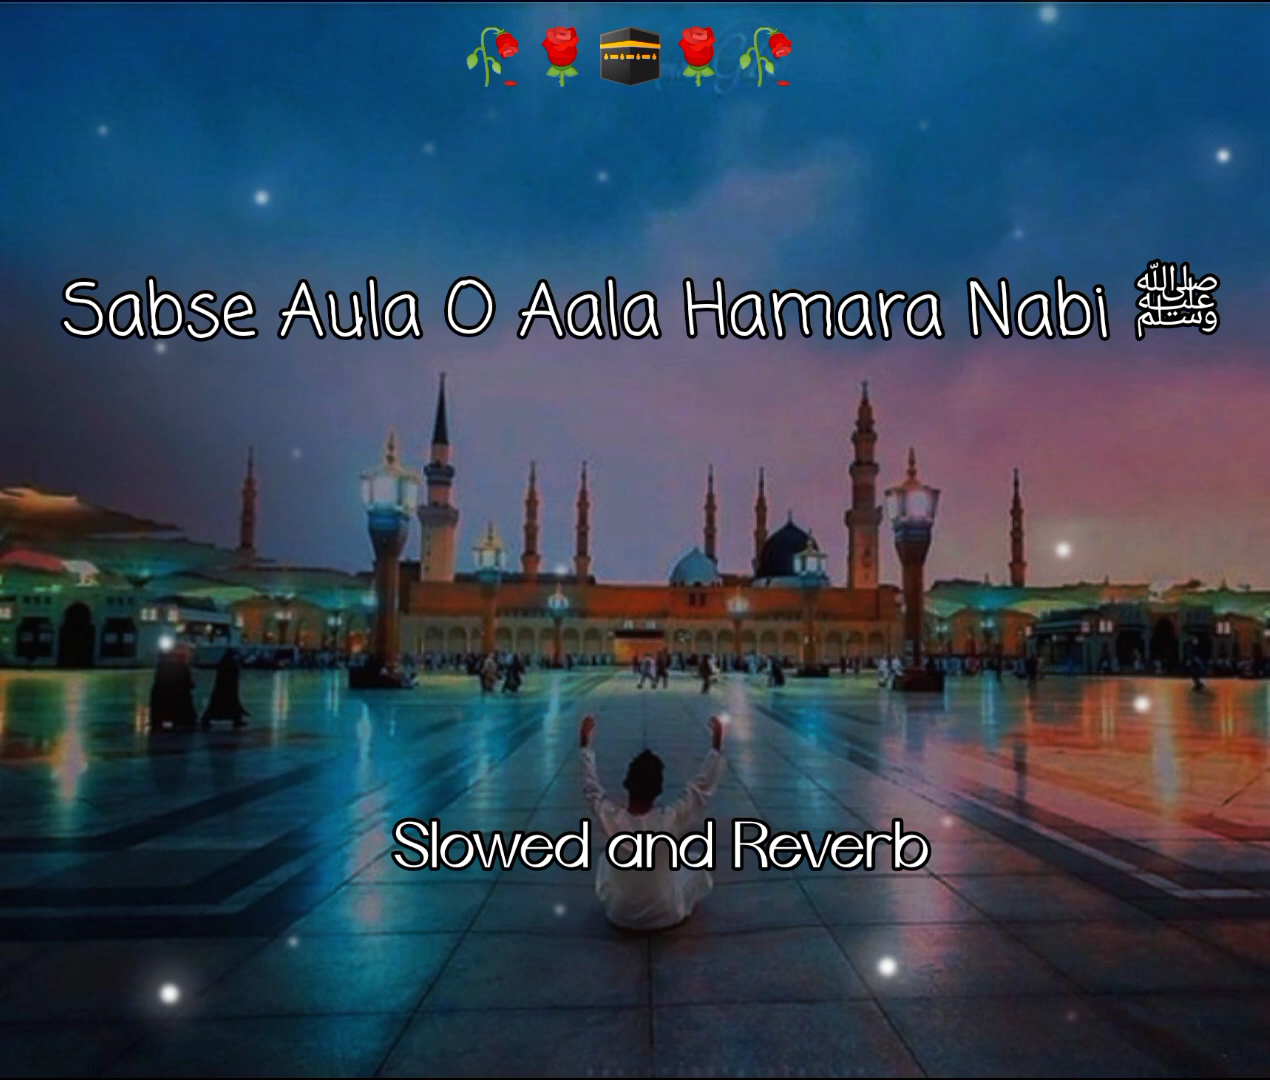 🥀🌹🕋🌹🥀
Sabse Aula O Aala Hamara Nabi ﷺ
Slowed and Reverb